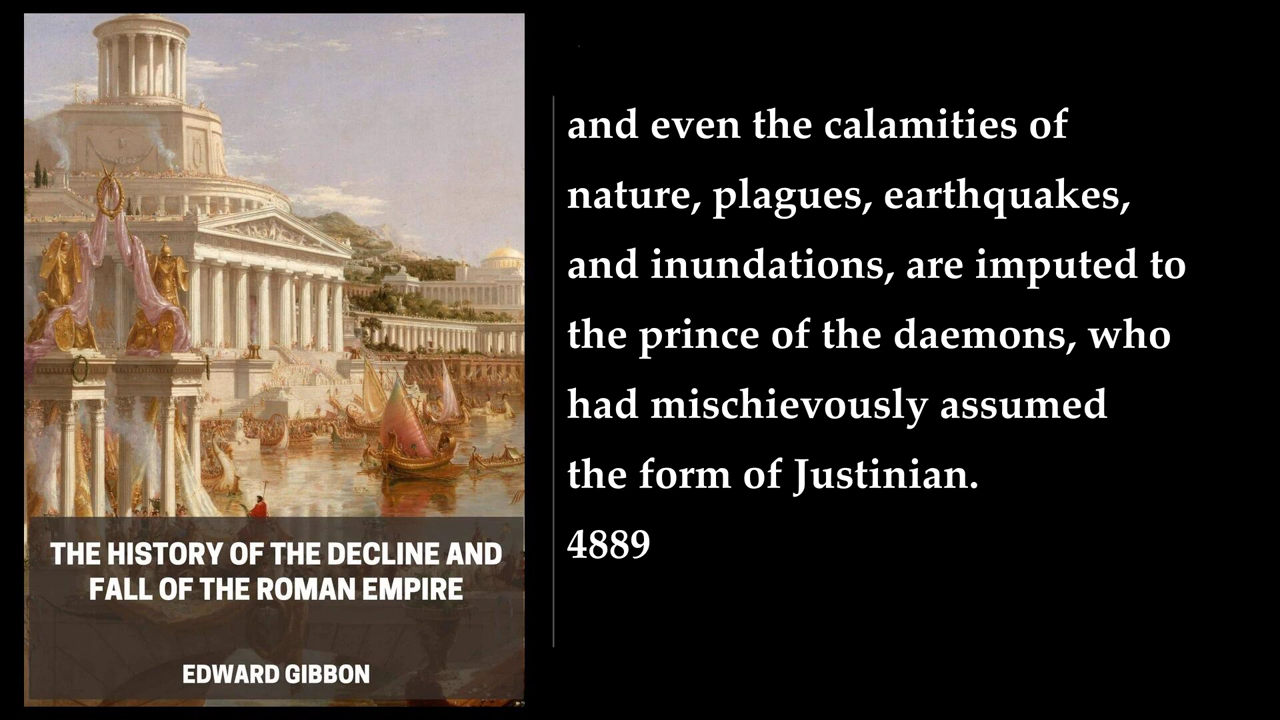 and even the calamities of
nature, plagues, earthquakes,
and inundations, are imputed to
the prince of the daemons, who
had mischievously assumed
the form of Justinian.
4889
THE HISTORY OF THE DECLINE AND
FALL OF THE ROMAN EMPIRE
EDWARD GIBBON